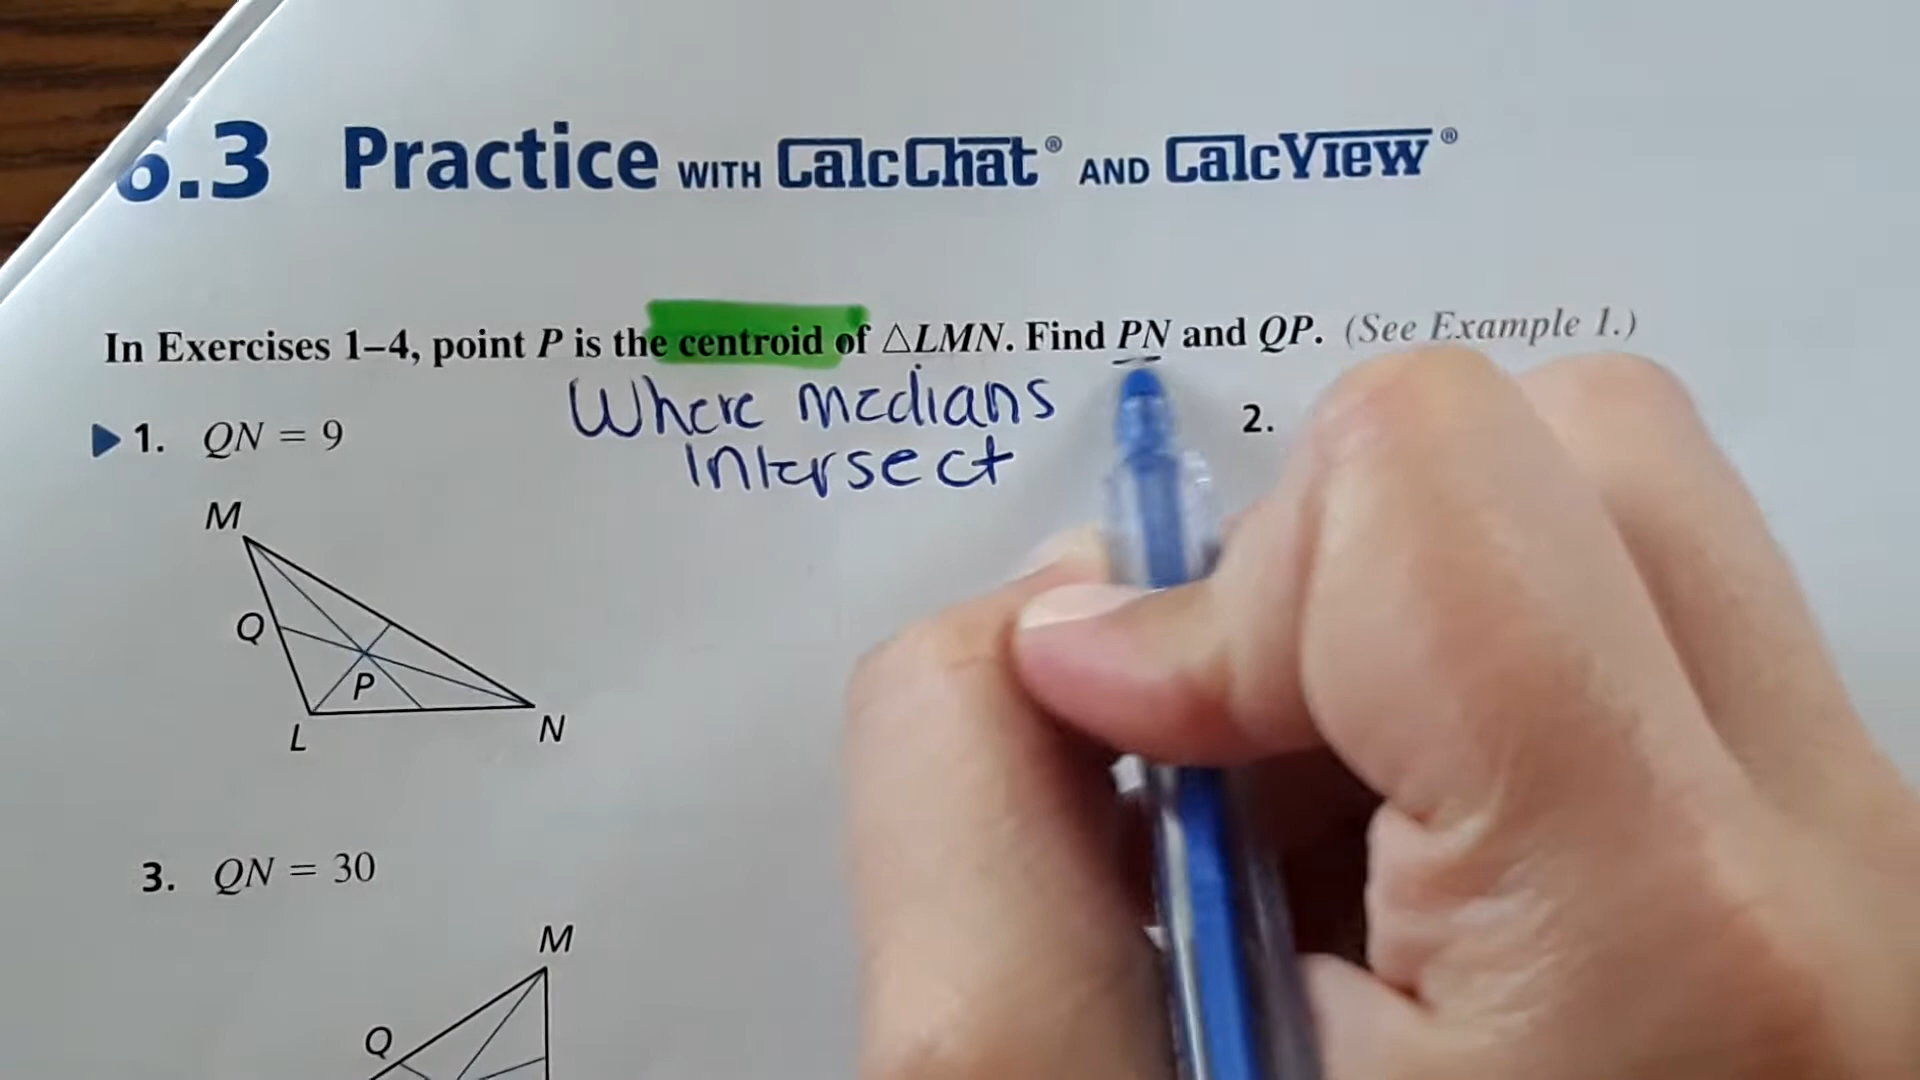 6.3 Practice WITH CalcChat® AND CalcView®
In Exercises 1–4, point P is the centroid of △LMN. Find PN and QP. (See Example 1.)
Where medians
intersect
1. QN = 9
2.
M
Q
P
L
N
3. QN = 30
M
Q